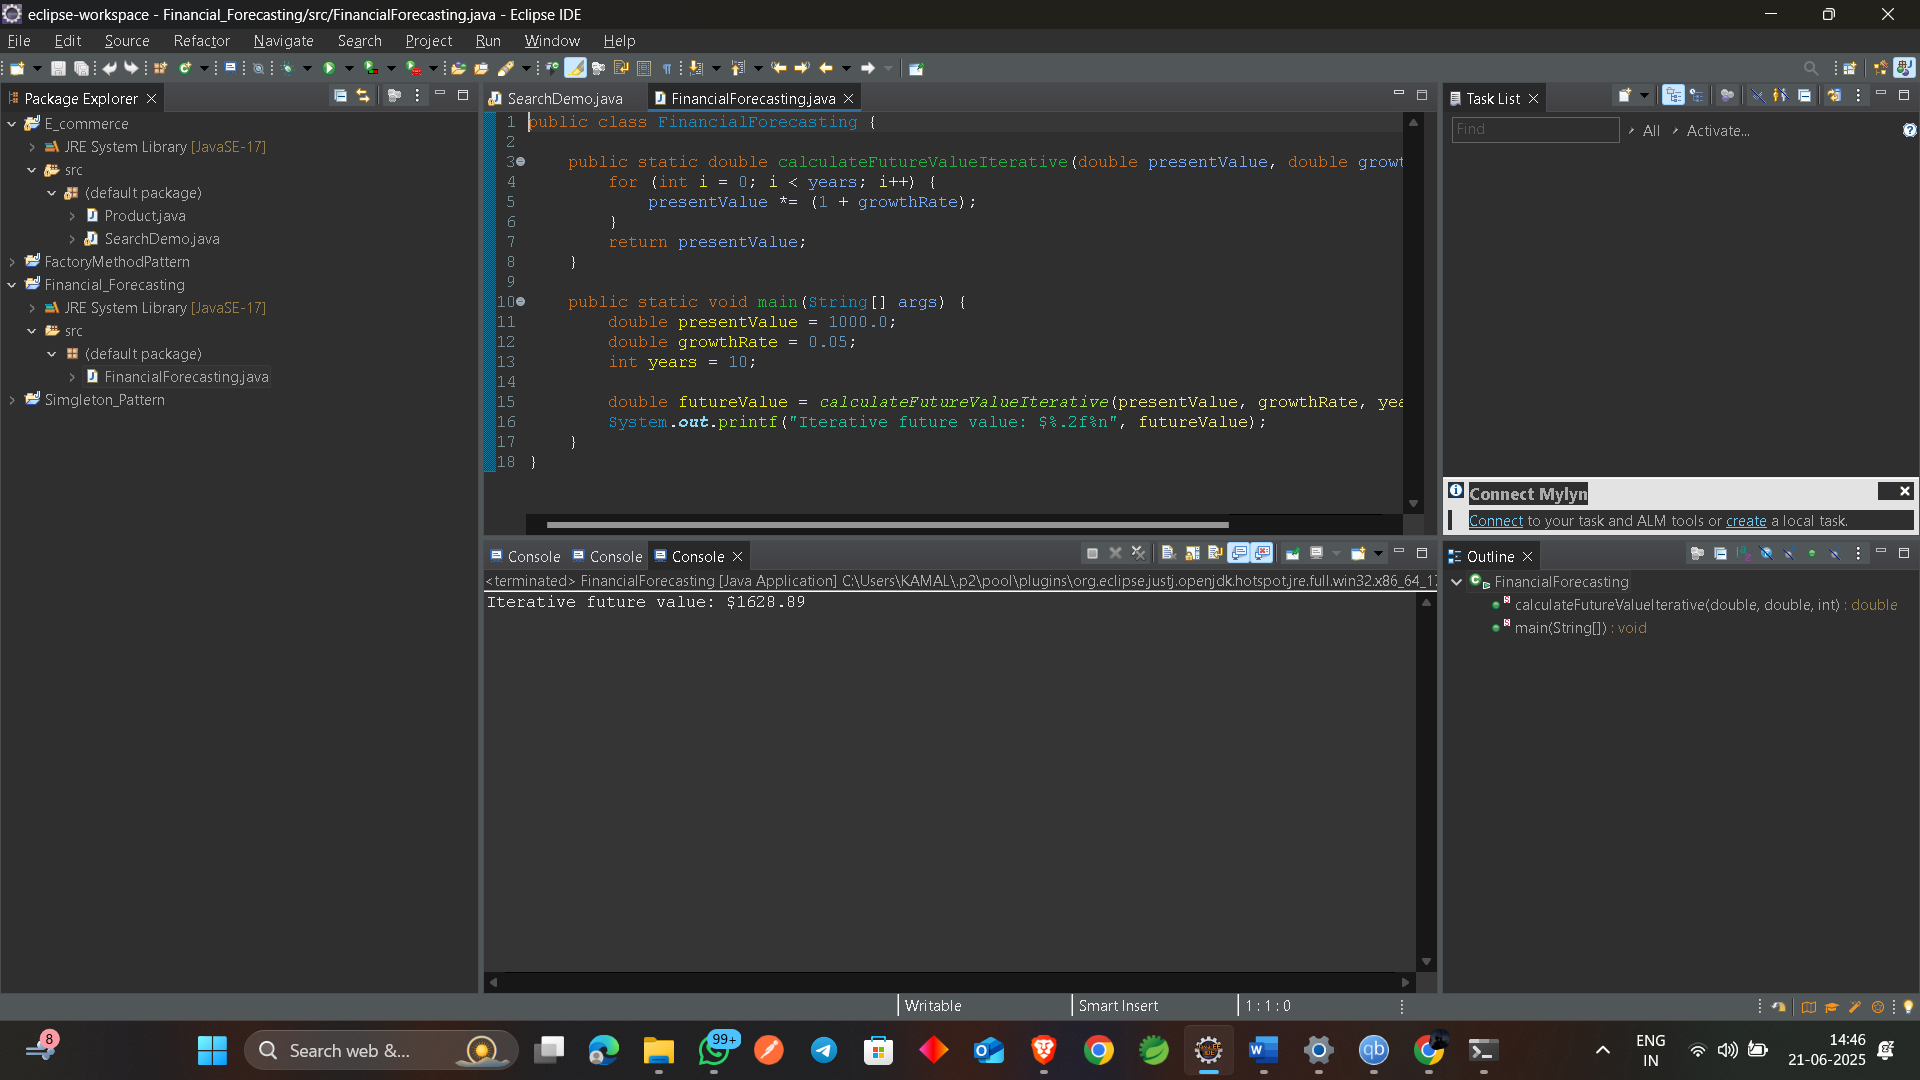 eclipse-workspace - Financial_Forecasting/src/FinancialForecasting.java - Eclipse IDE
File Edit Source Refactor Navigate Search Project Run Window Help
Package Explorer
E_commerce
JRE System Library [JavaSE-17]
src
(default package)
Product.java
SearchDemo.java
FactoryMethodPattern
Financial_Forecasting
JRE System Library [JavaSE-17]
src
(default package)
FinancialForecasting.java
Simgleton_Pattern
SearchDemo.java FinancialForecasting.java
1 public class FinancialForecasting {
2
3 public static double calculateFutureValueIterative(double presentValue, double growt
4 for (int i = 0; i < years; i++) {
5 presentValue *= (1 + growthRate);
6 }
7 return presentValue;
8 }
9
10 public static void main(String[] args) {
11 double presentValue = 1000.0;
12 double growthRate = 0.05;
13 int years = 10;
14
15 double futureValue = calculateFutureValueIterative(presentValue, growthRate, yea
16 System.out.printf("Iterative future value: $%.2f%n", futureValue);
17 }
18 }
Console Console Console
<terminated> FinancialForecasting [Java Application] C:\Users\KAMAL\.p2\pool\plugins\org.eclipse.justj.openjdk.hotspot.jre.full.win32.x86_64_17
Iterative future value: $1628.89
Task List
Find All Activate...
Connect Mylyn
Connect to your task and ALM tools or create a local task.
Outline
FinancialForecasting
calculateFutureValueIterative(double, double, int) : double
main(String[]) : void
Writable Smart Insert 1 : 1 : 0
8
Search web &...
99+
qb
ENG
IN
14:46
21-06-2025